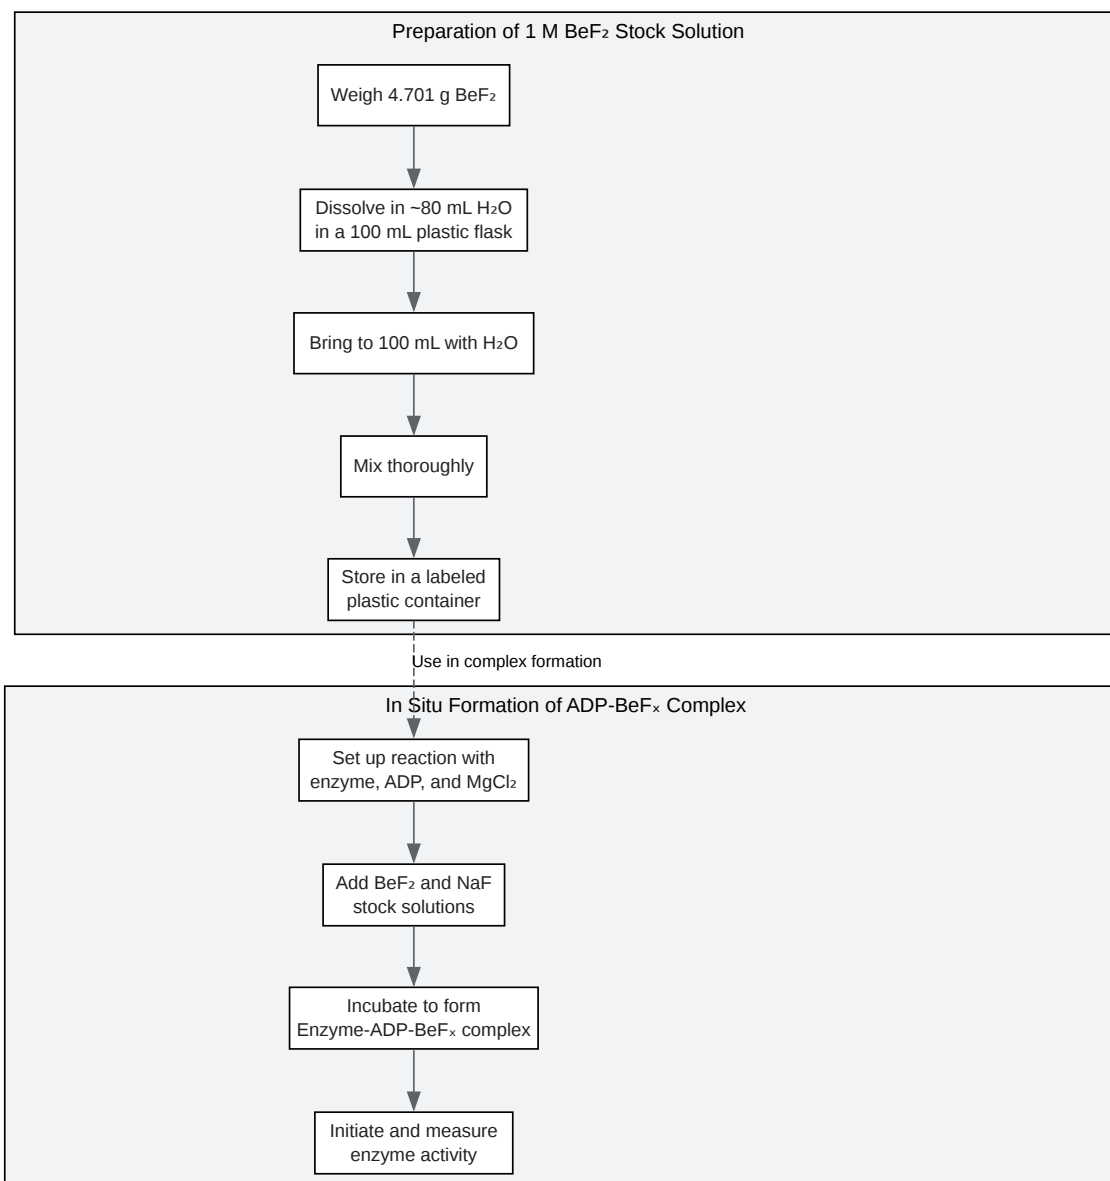 Preparation of 1 M BeF₂ Stock Solution
Weigh 4.701 g BeF₂
Dissolve in ~80 mL H₂O
in a 100 mL plastic flask
Bring to 100 mL with H₂O
Mix thoroughly
Store in a labeled
plastic container
Use in complex formation
In Situ Formation of ADP-BeFₓ Complex
Set up reaction with
enzyme, ADP, and MgCl₂
Add BeF₂ and NaF
stock solutions
Incubate to form
Enzyme-ADP-BeFₓ complex
Initiate and measure
enzyme activity